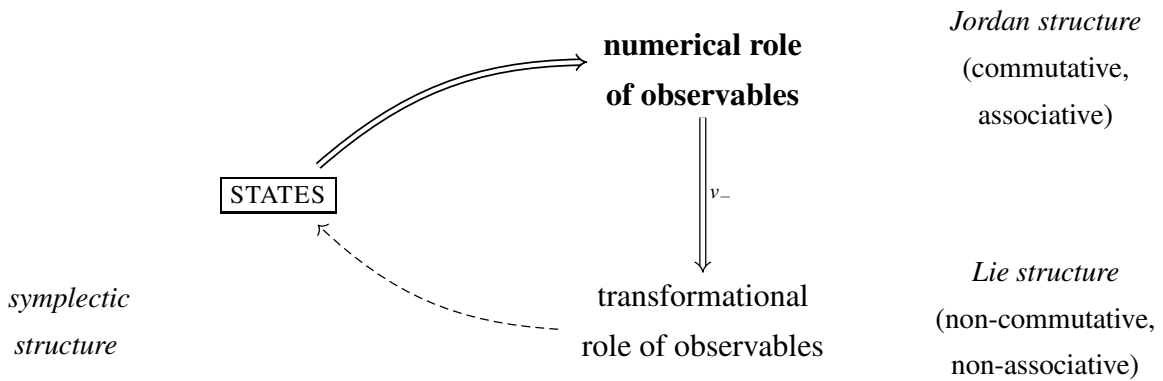 numerical role
of observables
Jordan structure
(commutative,
associative)
STATES
v₋
symplectic
structure
transformational
role of observables
Lie structure
(non-commutative,
non-associative)